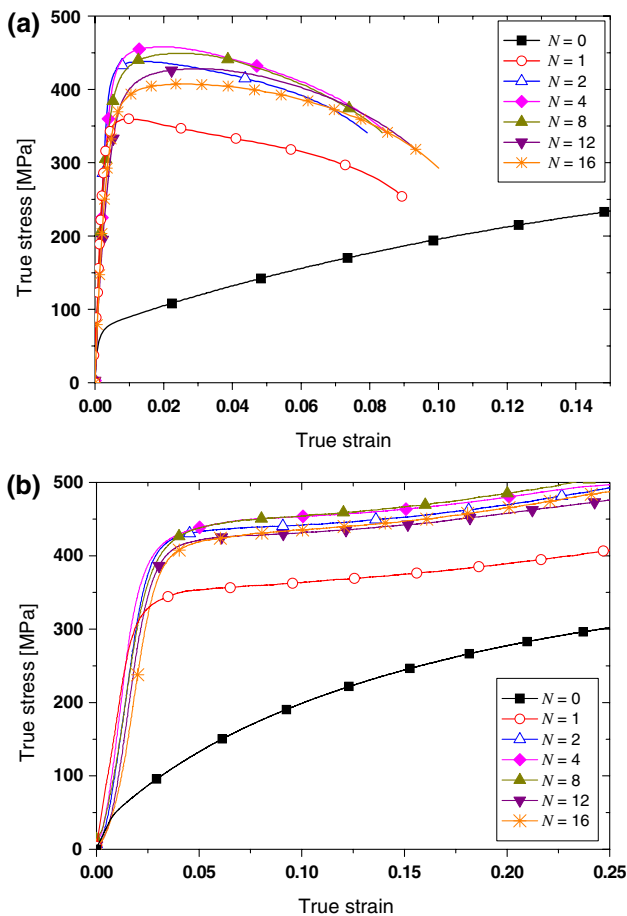 (a)
500
400
300
200
100
0
True stress [MPa]
N = 0
N = 1
N = 2
N = 4
N = 8
N = 12
N = 16
0.00 0.02 0.04 0.06 0.08 0.10 0.12 0.14
True strain
(b)
500
400
300
200
100
0
True stress [MPa]
N = 0
N = 1
N = 2
N = 4
N = 8
N = 12
N = 16
0.00 0.05 0.10 0.15 0.20 0.25
True strain